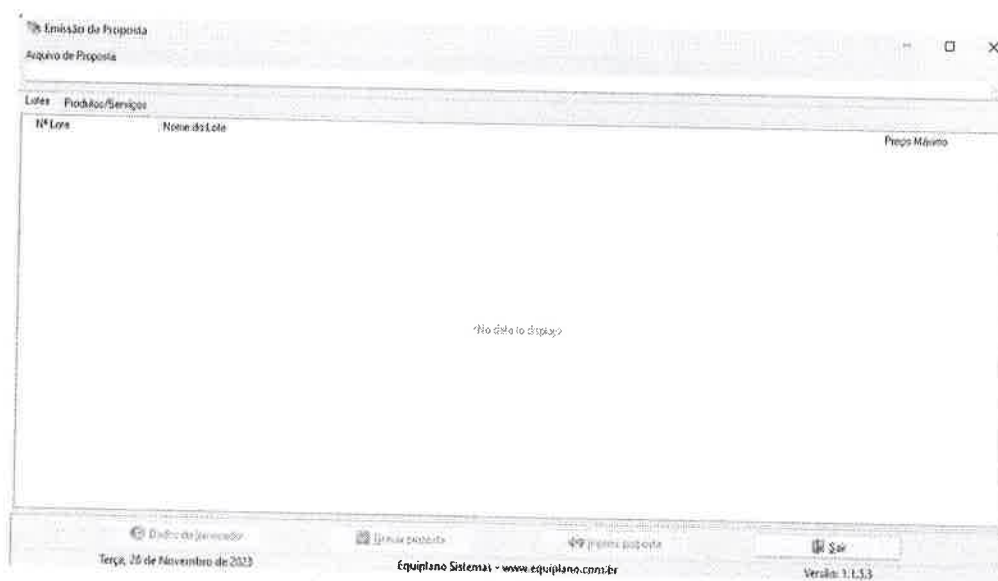 Emissão de Proposta
Arquivo de Proposta
Lotes Produtos/Serviços
Nº Lote Nome do Lote Preço Máximo
<No data to display>
Dados do fornecedor Gravar proposta Imprimir proposta Sair
Terça, 28 de Novembro de 2023 Equiplano Sistemas - www.equiplano.com.br Versão: 1.1.5.3